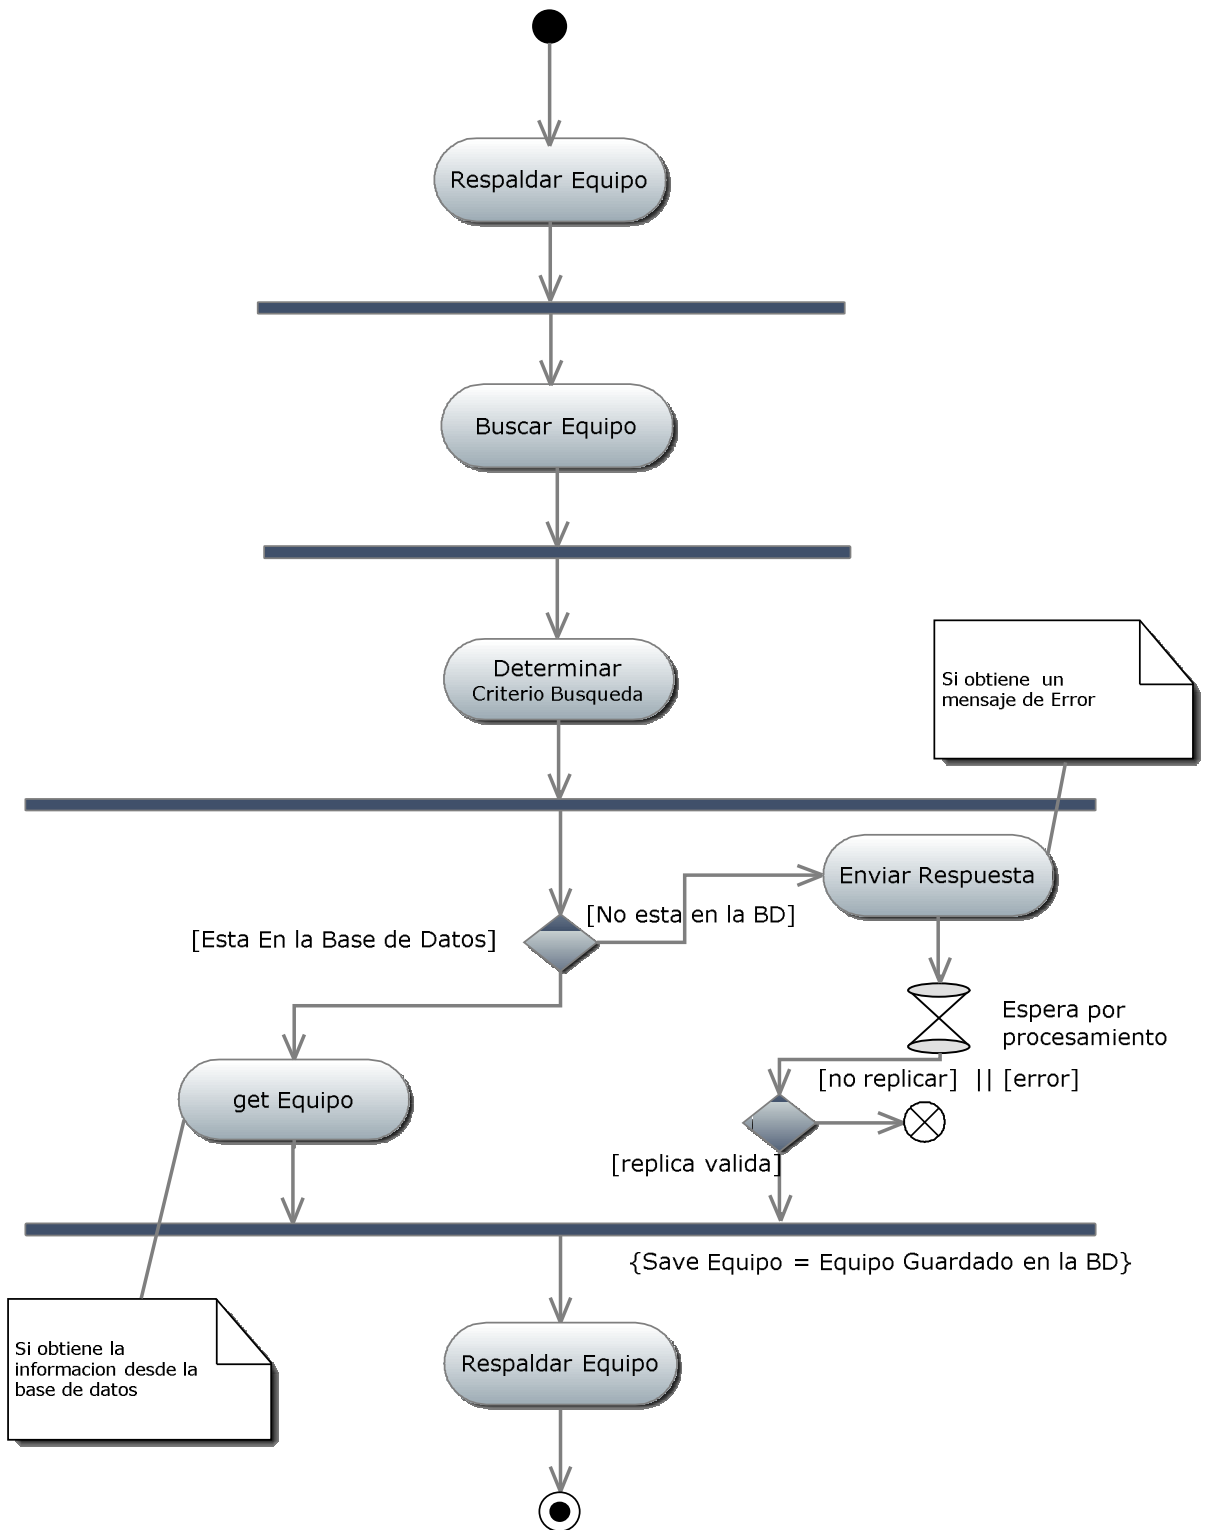 Respaldar Equipo
Buscar Equipo
Determinar
Criterio Busqueda
Si obtiene un
mensaje de Error
Enviar Respuesta
[No esta en la BD]
[Esta En la Base de Datos]
Espera por
procesamiento
[no replicar] || [error]
get Equipo
[replica valida]
{Save Equipo = Equipo Guardado en la BD}
Si obtiene la
informacion desde la
base de datos
Respaldar Equipo